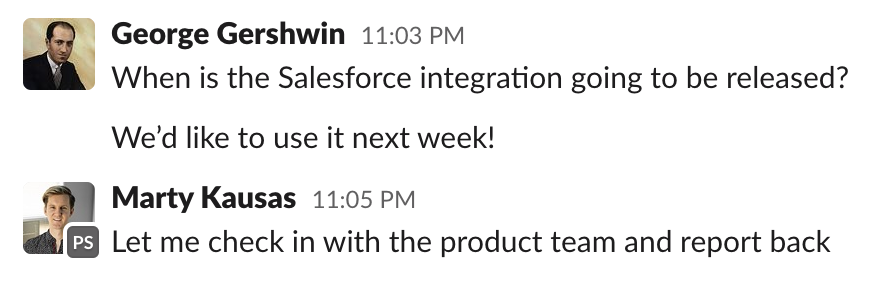 George Gershwin 11:03 PM
When is the Salesforce integration going to be released?
We’d like to use it next week!
Marty Kausas 11:05 PM
PS Let me check in with the product team and report back